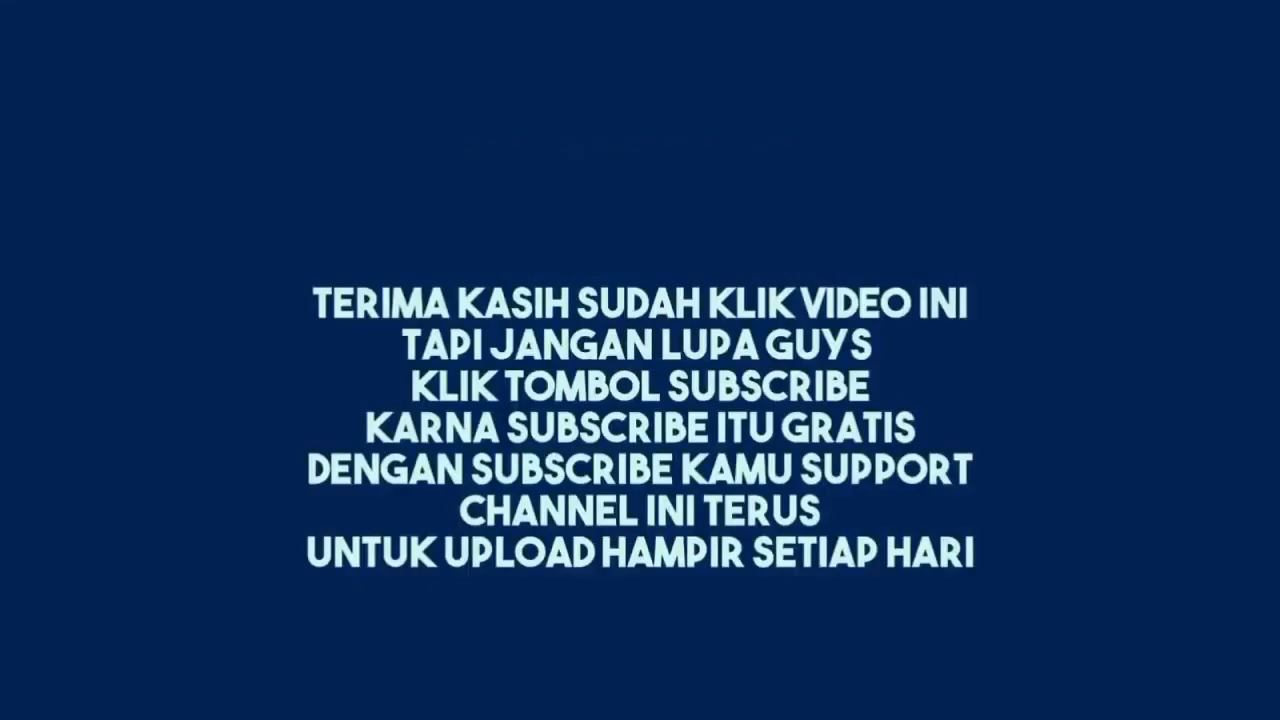 TERIMA KASIH SUDAH KLIK VIDEO INI
TAPI JANGAN LUPA GUYS
KLIK TOMBOL SUBSCRIBE
KARNA SUBSCRIBE ITU GRATIS
DENGAN SUBSCRIBE KAMU SUPPORT
CHANNEL INI TERUS
UNTUK UPLOAD HAMPIR SETIAP HARI